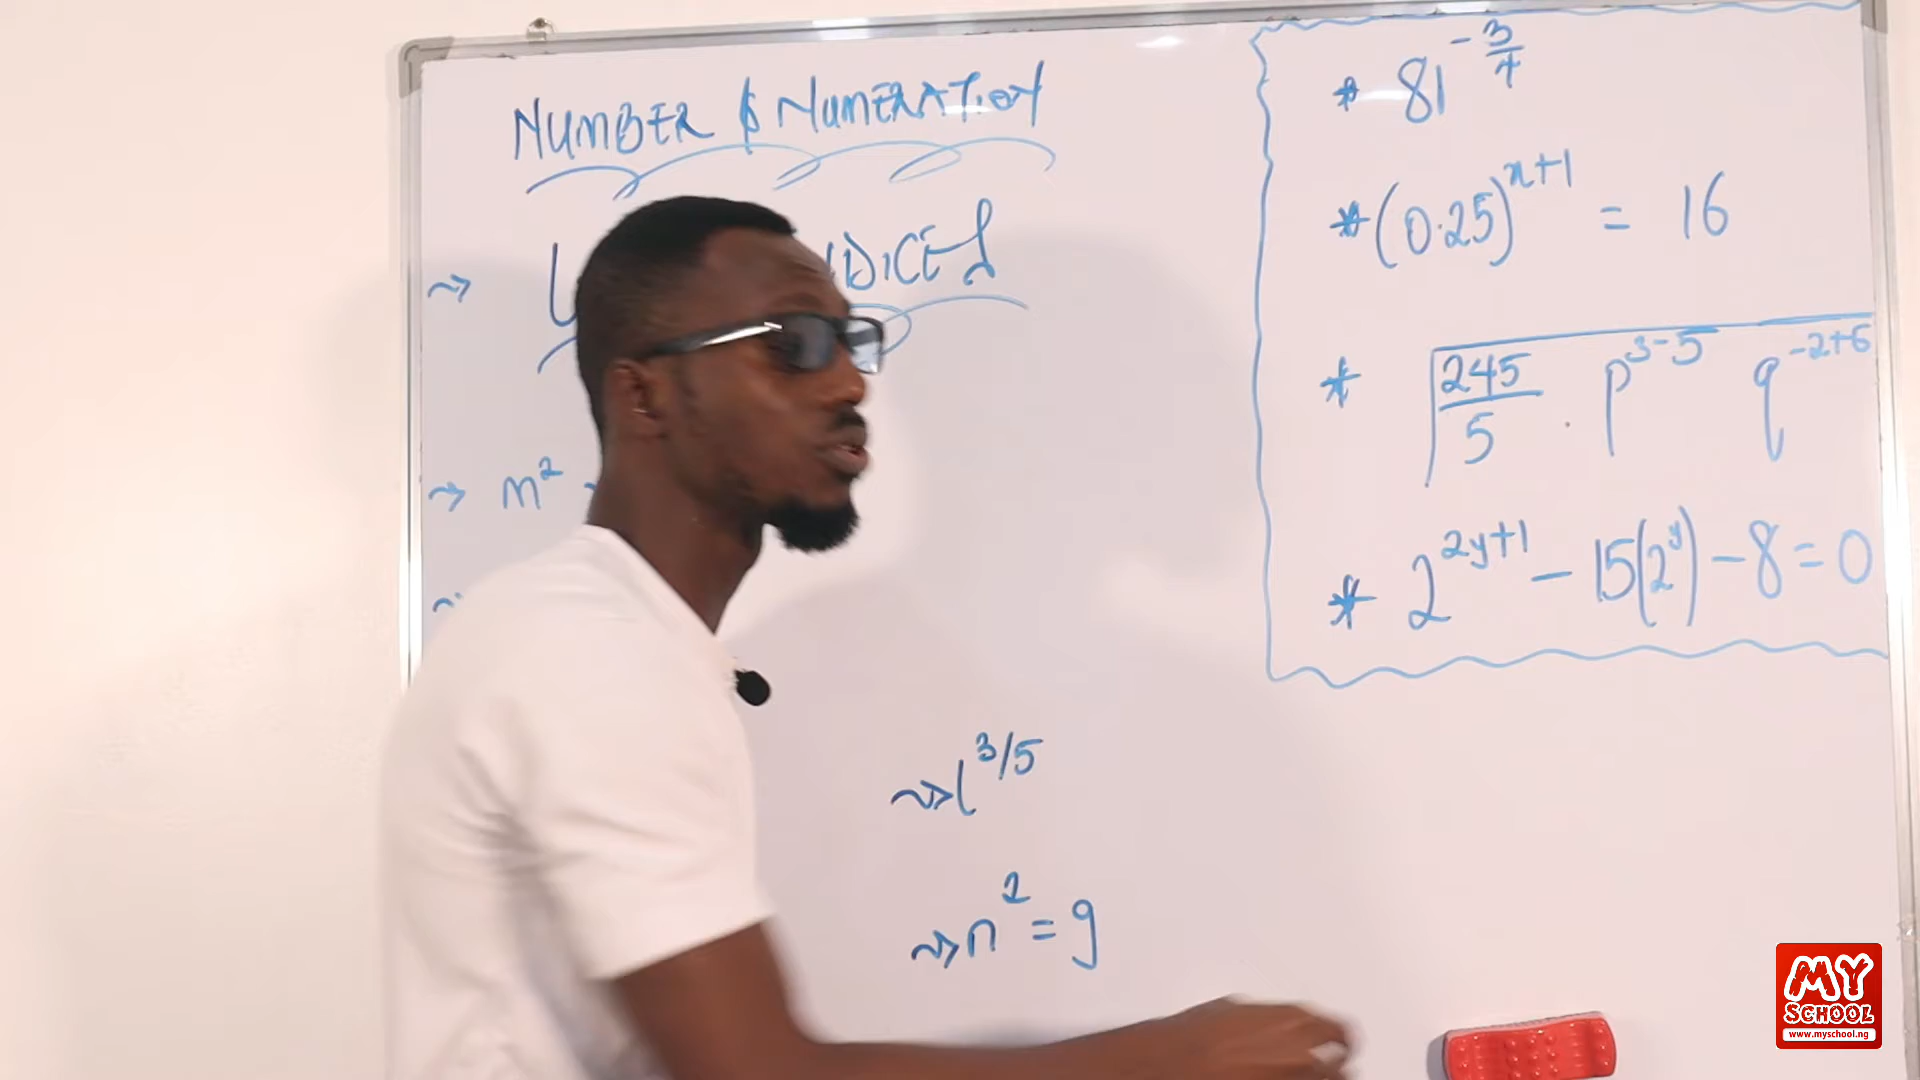 NUMBER & NUMERATION
→ DICES
→ m²
→ l^3/5
→ n² = 9
* 81^-3/4
* (0.25)^x+1 = 16
* √245/5 · p^3-5 q^-2+6
* 2^2y+1 - 15(2^y) - 8 = 0
MY
SCHOOL
www.myschool.ng